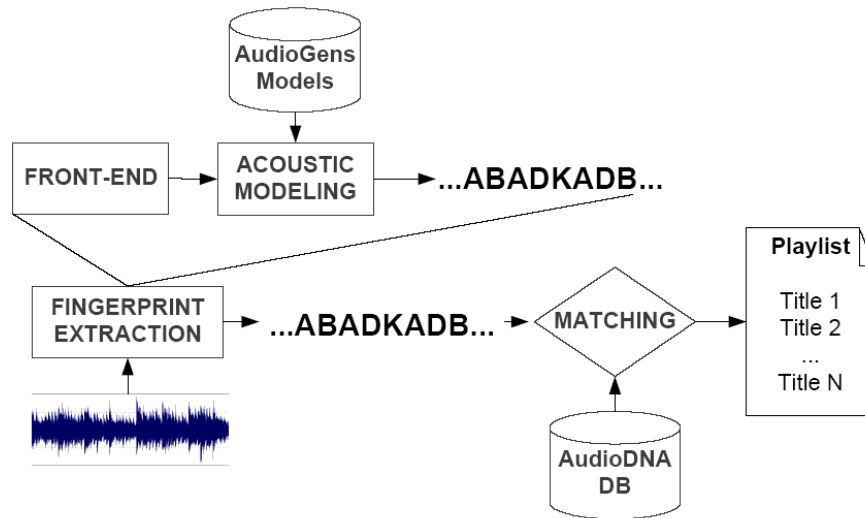 AudioGens
Models
FRONT-END
ACOUSTIC
MODELING
...ABADKADB...
FINGERPRINT
EXTRACTION
...ABADKADB...
MATCHING
AudioDNA
DB
Playlist
Title 1
Title 2
...
Title N